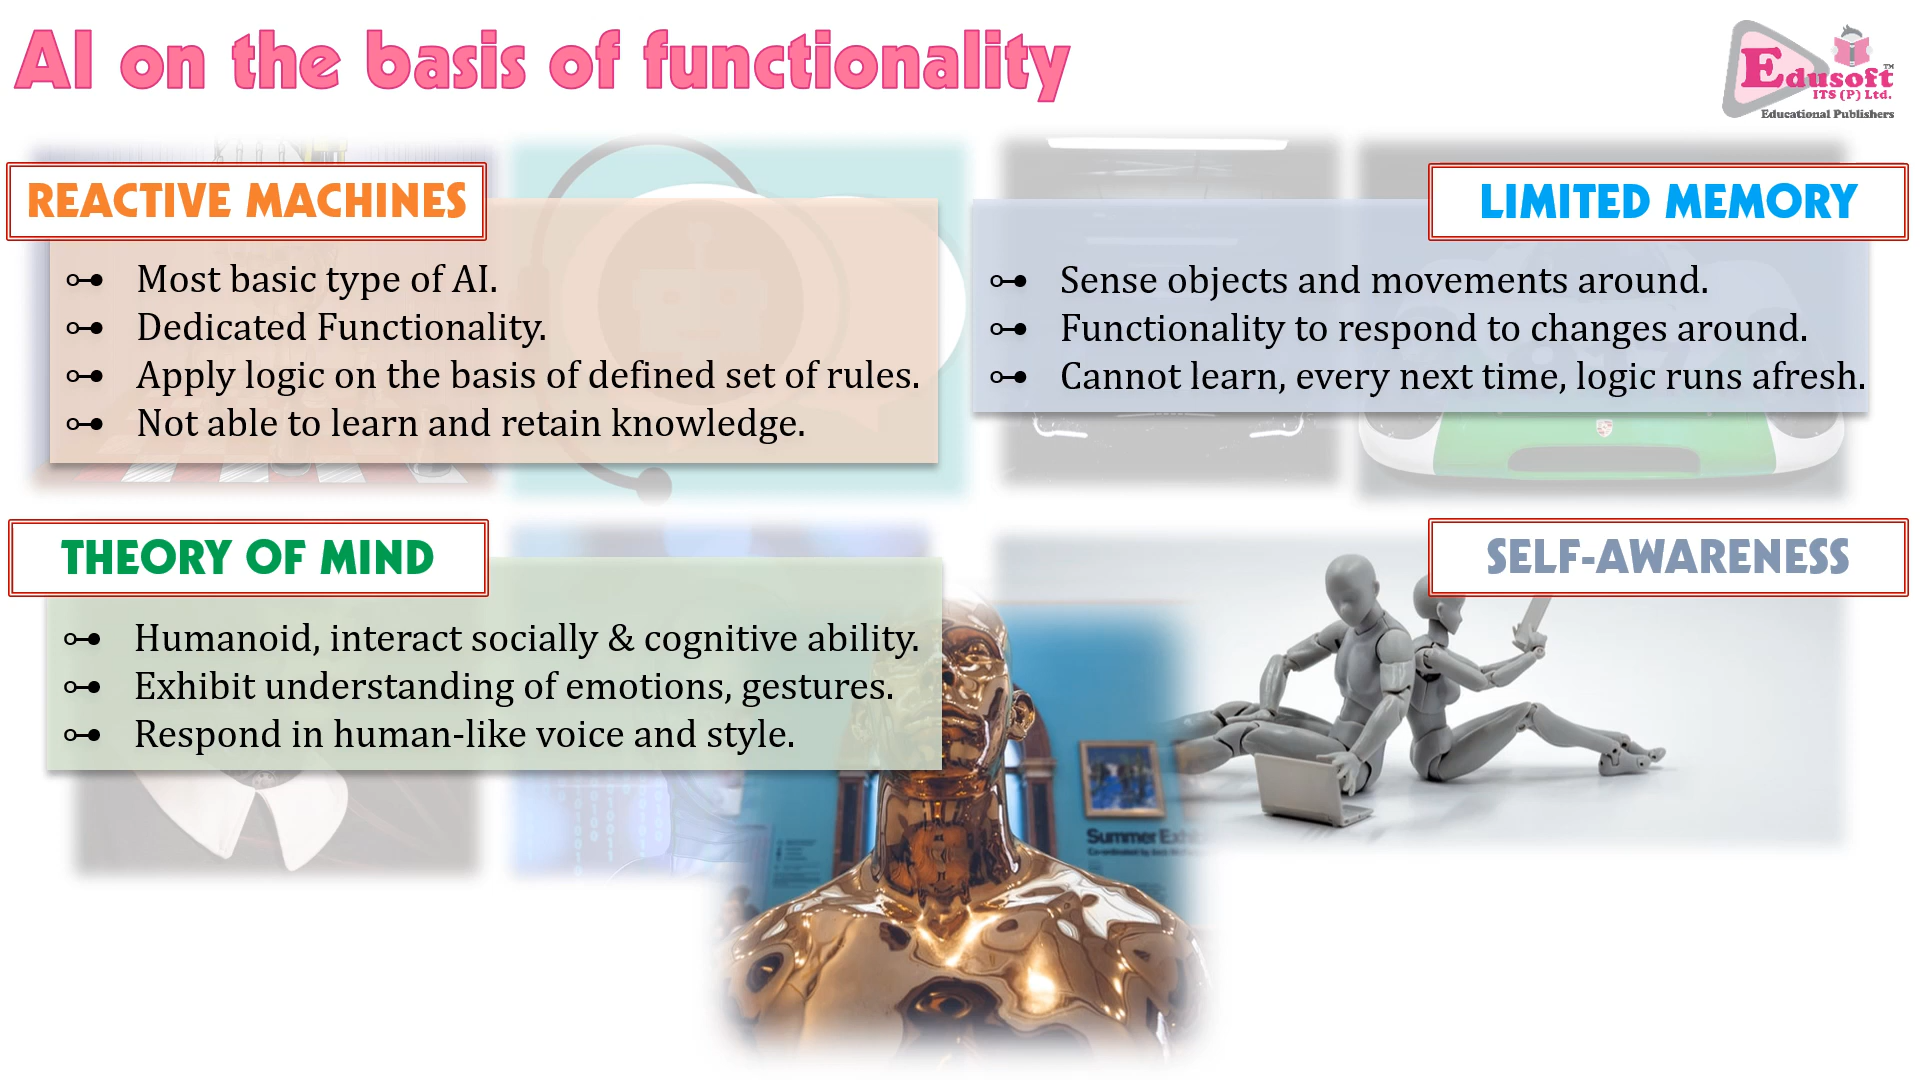 AI on the basis of functionality
Edusoft™
ITS (P) Ltd.
Educational Publishers
REACTIVE MACHINES
Most basic type of AI.
Dedicated Functionality.
Apply logic on the basis of defined set of rules.
Not able to learn and retain knowledge.
LIMITED MEMORY
Sense objects and movements around.
Functionality to respond to changes around.
Cannot learn, every next time, logic runs afresh.
THEORY OF MIND
Humanoid, interact socially & cognitive ability.
Exhibit understanding of emotions, gestures.
Respond in human-like voice and style.
SELF-AWARENESS
Summer